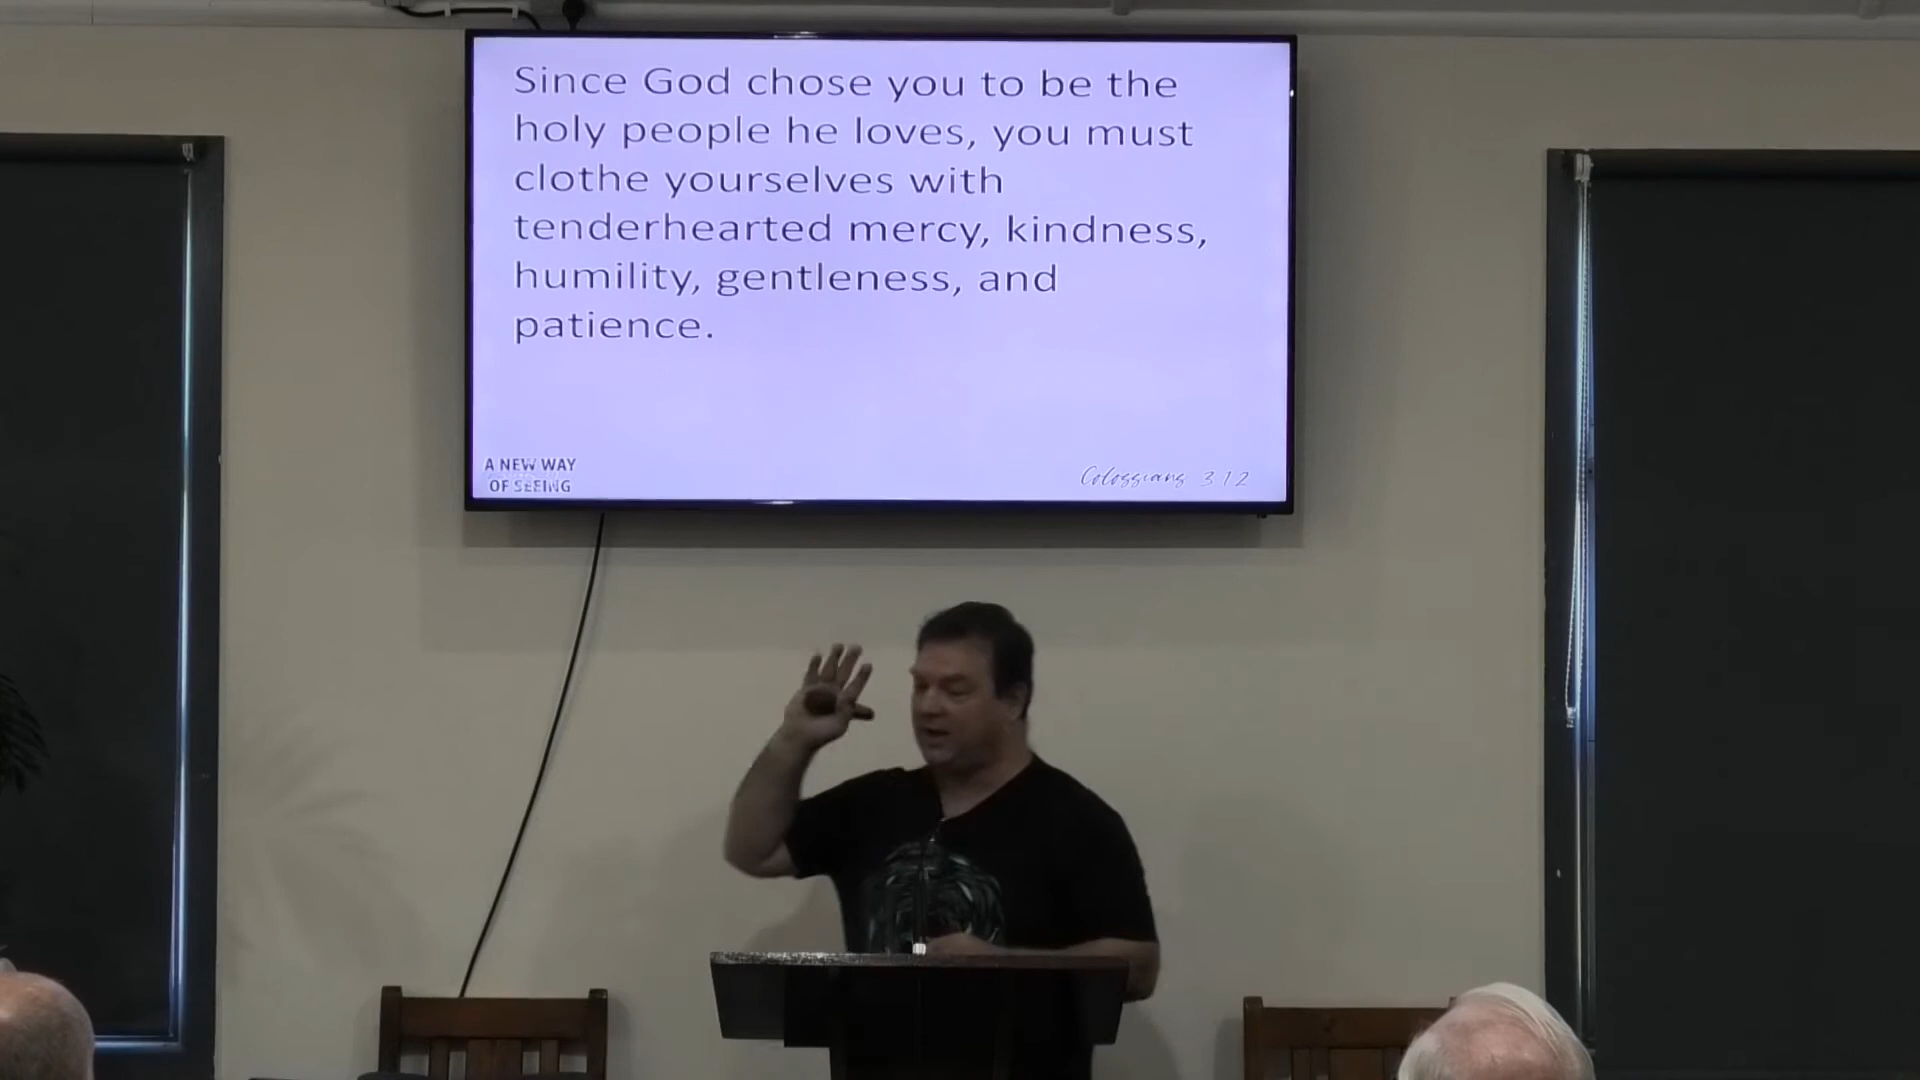 Since God chose you to be the
holy people he loves, you must
clothe yourselves with
tenderhearted mercy, kindness,
humility, gentleness, and
patience.
A NEW WAY
OF SEEING
Colossians 3 12